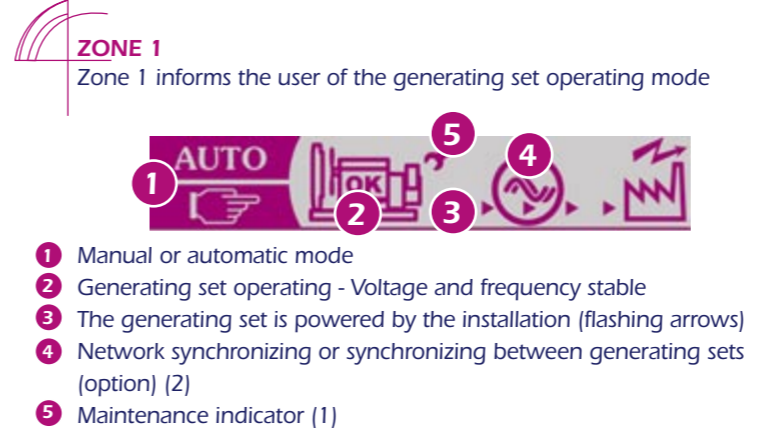 ZONE 1
Zone 1 informs the user of the generating set operating mode
5
4
AUTO
1
OK
2
3
1 Manual or automatic mode
2 Generating set operating - Voltage and frequency stable
3 The generating set is powered by the installation (flashing arrows)
4 Network synchronizing or synchronizing between generating sets
(option) (2)
5 Maintenance indicator (1)